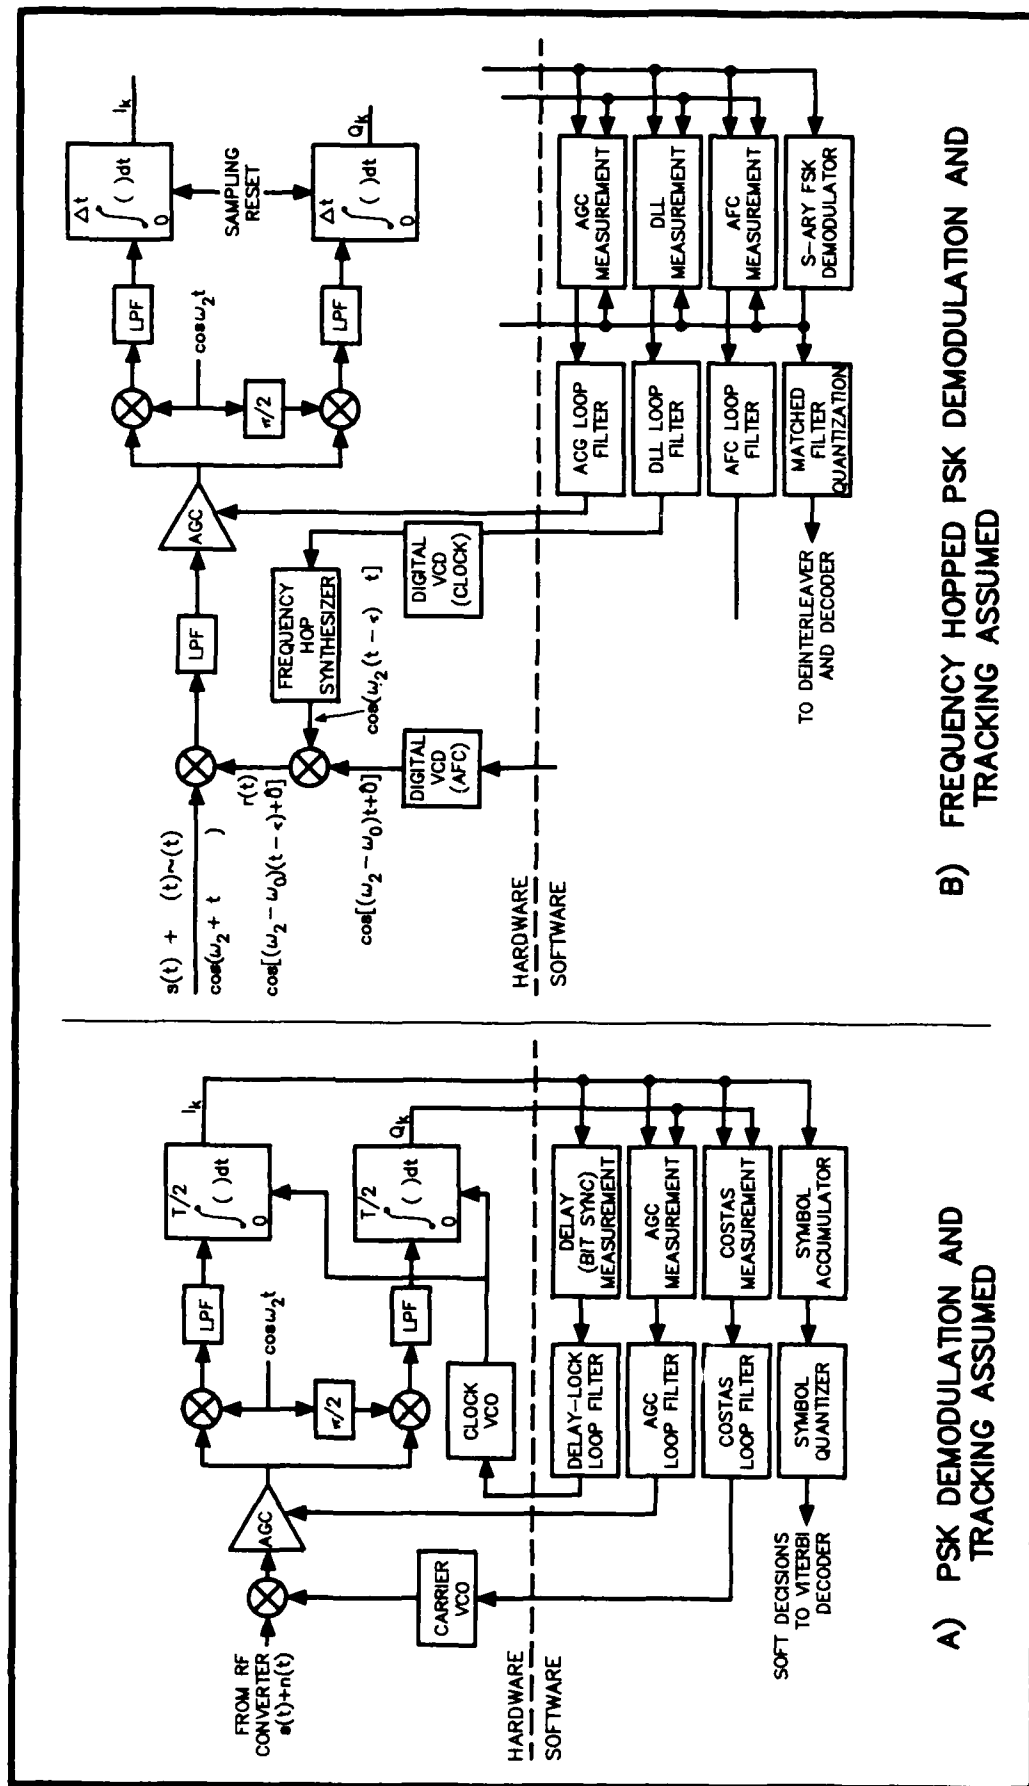 FROM RF
CONVERTER
s(t)+n(t)
AGC
cosω₂t
π/2
LPF
LPF
T/2
∫ ( )dt
0
T/2
∫ ( )dt
0
Iₖ
Qₖ
CARRIER
VCO
CLOCK
VCO
HARDWARE
SOFTWARE
DELAY-LOCK
LOOP FILTER
DELAY
(BIT SYNC)
MEASUREMENT
AGC
LOOP FILTER
AGC
MEASUREMENT
COSTAS
LOOP FILTER
COSTAS
MEASUREMENT
SYMBOL
QUANTIZER
SYMBOL
ACCUMULATOR
SOFT DECISIONS
TO VITERBI
DECODER
A) PSK DEMODULATION AND
TRACKING ASSUMED
s(t) + (t)~(t)
cos(ω₂+ t )
r(t)
cos[(ω₂-ω₀)(t-<)+Ô]
cos[(ω₂-ω₀)t+Ô]
LPF
AGC
cosω₂t
π/2
LPF
LPF
Δt
∫ ( )dt
0
Δt
∫ ( )dt
0
Iₖ
Qₖ
SAMPLING
RESET
FREQUENCY
HOP
SYNTHESIZER
cos(ω₂(t-<) t]
DIGITAL
VCD
(CLOCK)
DIGITAL
VCD
(AFC)
HARDWARE
SOFTWARE
ACG LOOP
FILTER
AGC
MEASUREMENT
DLL LOOP
FILTER
DLL
MEASUREMENT
AFC LOOP
FILTER
AFC
MEASUREMENT
MATCHED
FILTER
QUANTIZATION
S-ARY FSK
DEMODULATOR
TO DEINTERLEAVER
AND DECODER
B) FREQUENCY HOPPED PSK DEMODULATION AND
TRACKING ASSUMED